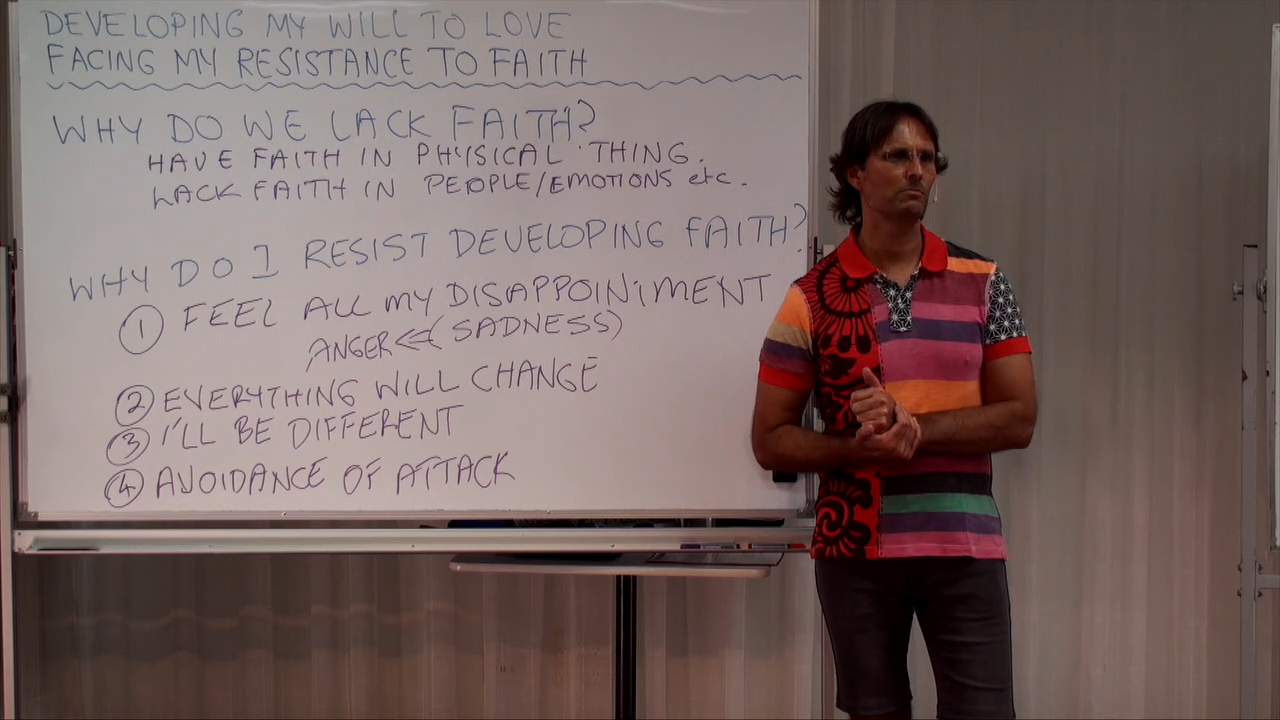 DEVELOPING MY WILL TO LOVE
FACING MY RESISTANCE TO FAITH
WHY DO WE LACK FAITH?
HAVE FAITH IN PHYSICAL THING.
LACK FAITH IN PEOPLE/EMOTIONS etc.
WHY DO I RESIST DEVELOPING FAITH?
① FEEL ALL MY DISAPPOINTMENT
ANGER <= (SADNESS)
② EVERYTHING WILL CHANGE
③ I'LL BE DIFFERENT
④ AVOIDANCE OF ATTACK